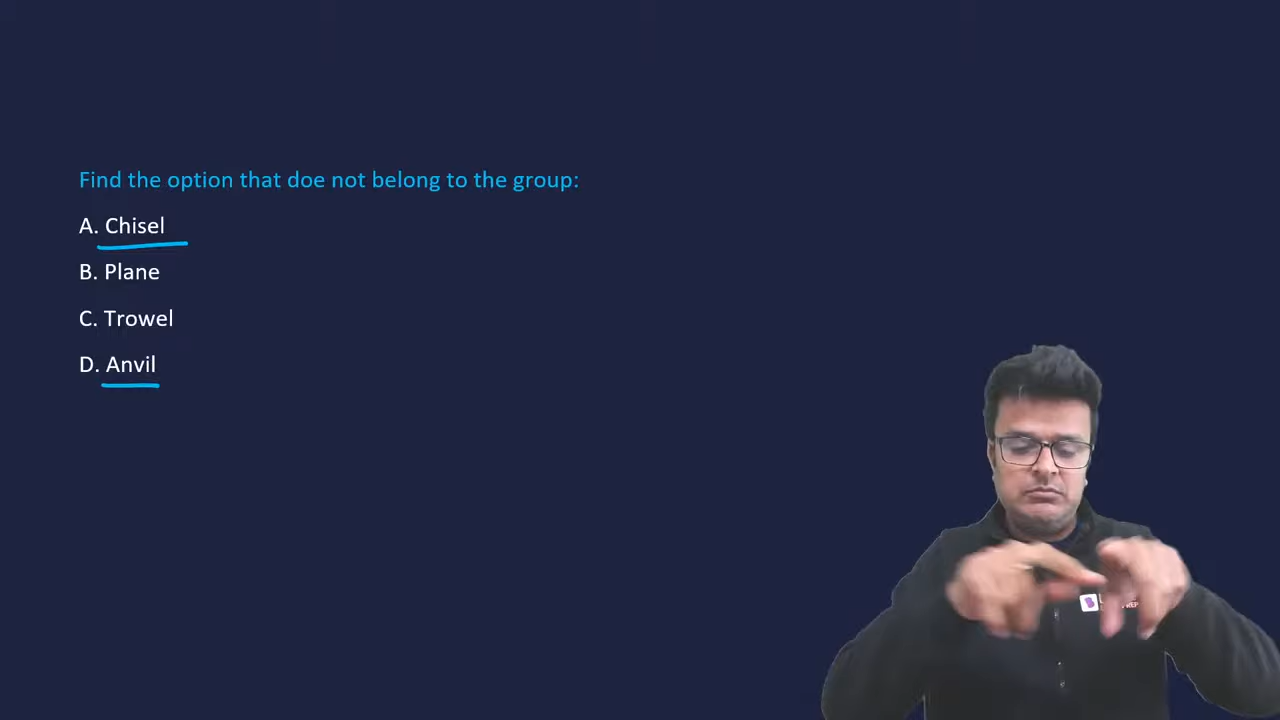 Find the option that doe not belong to the group:
A. Chisel
B. Plane
C. Trowel
D. Anvil